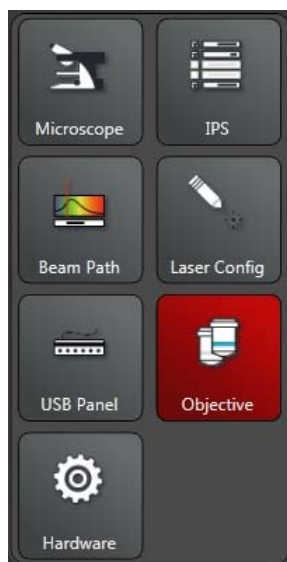 Microscope
IPS
Beam Path
Laser Config
USB Panel
Objective
Hardware